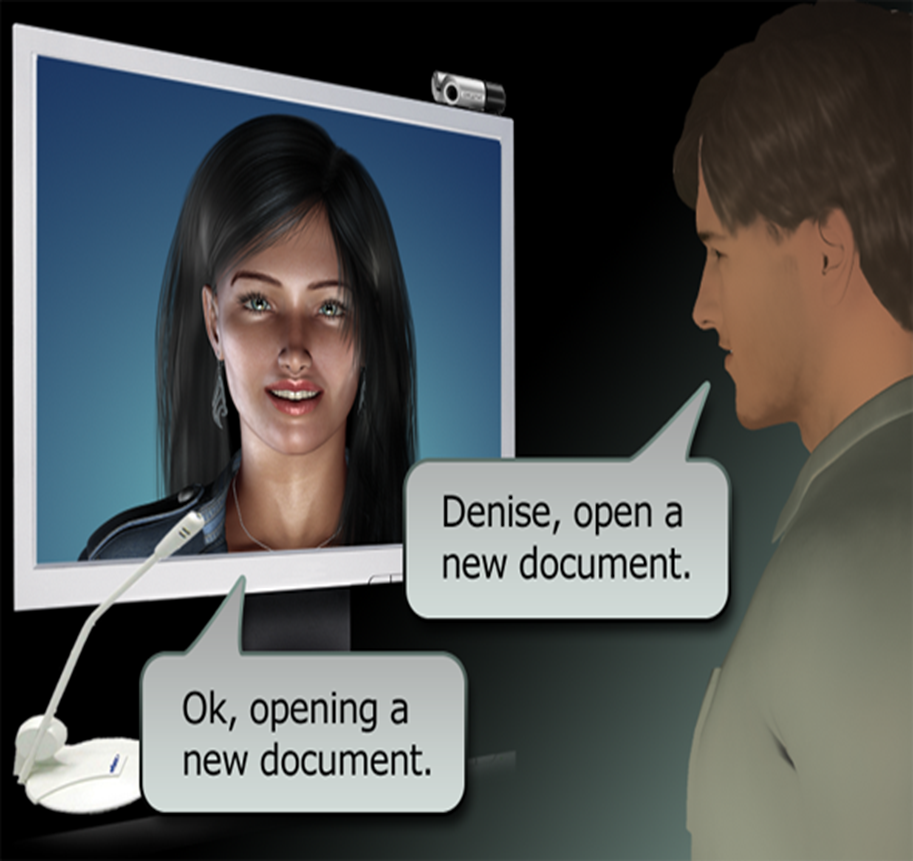 Denise, open a
new document.
Ok, opening a
new document.